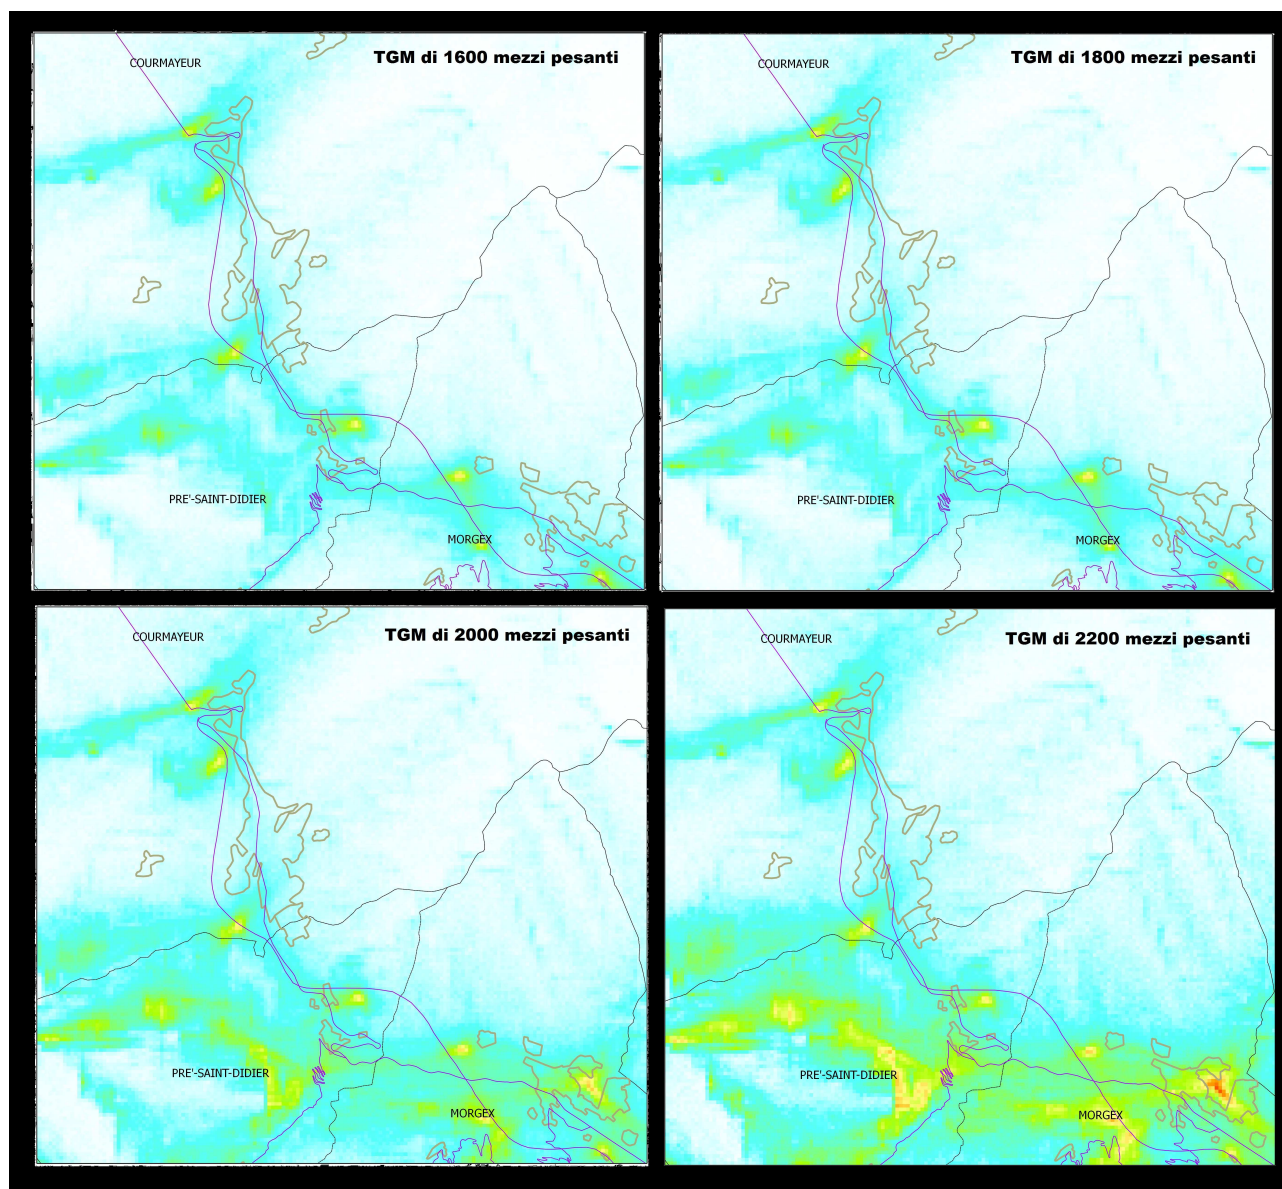 TGM di 1600 mezzi pesanti
COURMAYEUR
PRE'-SAINT-DIDIER
MORGEX
TGM di 1800 mezzi pesanti
COURMAYEUR
PRE'-SAINT-DIDIER
MORGEX
TGM di 2000 mezzi pesanti
COURMAYEUR
PRE'-SAINT-DIDIER
MORGEX
TGM di 2200 mezzi pesanti
COURMAYEUR
PRE'-SAINT-DIDIER
MORGEX